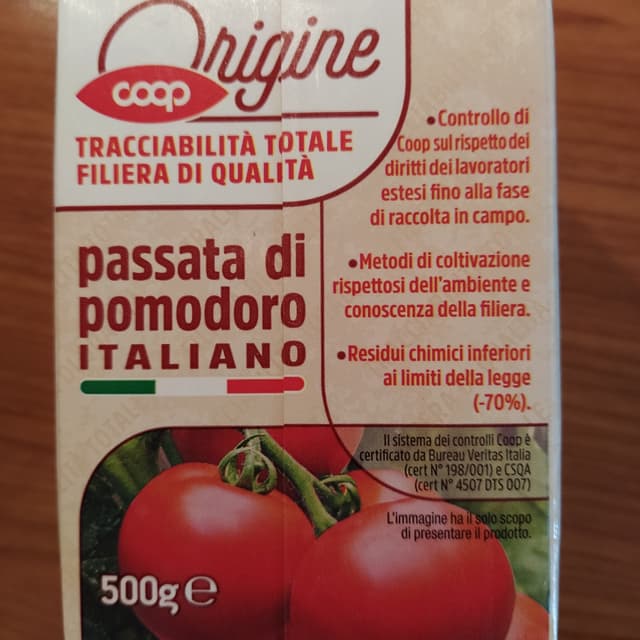 Origine
coop
TRACCIABILITÀ TOTALE
FILIERA DI QUALITÀ
passata di
pomodoro
ITALIANO
•Controllo di
Coop sul rispetto dei
diritti dei lavoratori
estesi fino alla fase
di raccolta in campo.
•Metodi di coltivazione
rispettosi dell'ambiente e
conoscenza della filiera.
•Residui chimici inferiori
ai limiti della legge
(-70%).
Il sistema dei controlli Coop è
certificato da Bureau Veritas Italia
(cert N° 198/001) e CSQA
(cert N° 4507 DTS 007)
L'immagine ha il solo scopo
di presentare il prodotto.
500g ℮